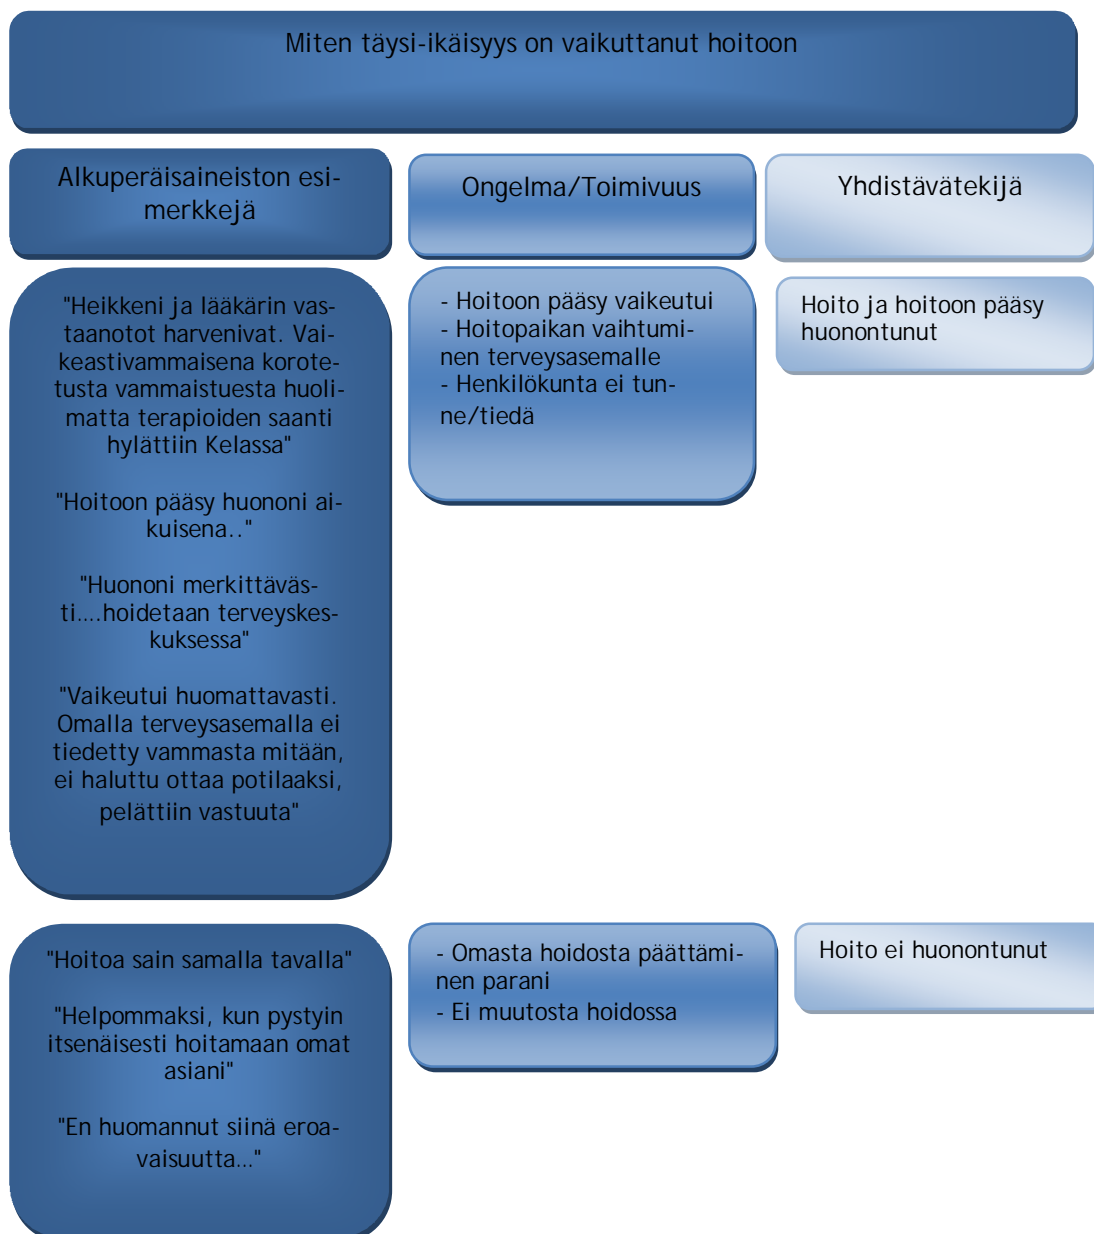 Miten täysi-ikäisyys on vaikuttanut hoitoon
Alkuperäisaineiston esi-
merkkejä
Ongelma/Toimivuus
Yhdistävätekijä
"Heikkeni ja lääkärin vas-
taanotot harvenivat. Vai-
keastivammaisena korote-
tusta vammaistuesta huoli-
matta terapioiden saanti
hylättiin Kelassa"
"Hoitoon pääsy huononi ai-
kuisena.."
"Huononi merkittäväs-
ti....hoidetaan terveyskes-
kuksessa"
"Vaikeutui huomattavasti.
Omalla terveysasemalla ei
tiedetty vammasta mitään,
ei haluttu ottaa potilaaksi,
pelättiin vastuuta"
- Hoitoon pääsy vaikeutui
- Hoitopaikan vaihtumi-
nen terveysasemalle
- Henkilökunta ei tun-
ne/tiedä
Hoito ja hoitoon pääsy
huonontunut
"Hoitoa sain samalla tavalla"
"Helpommaksi, kun pystyin
itsenäisesti hoitamaan omat
asiani"
"En huomannut siinä eroa-
vaisuutta..."
- Omasta hoidosta päättämi-
nen parani
- Ei muutosta hoidossa
Hoito ei huonontunut